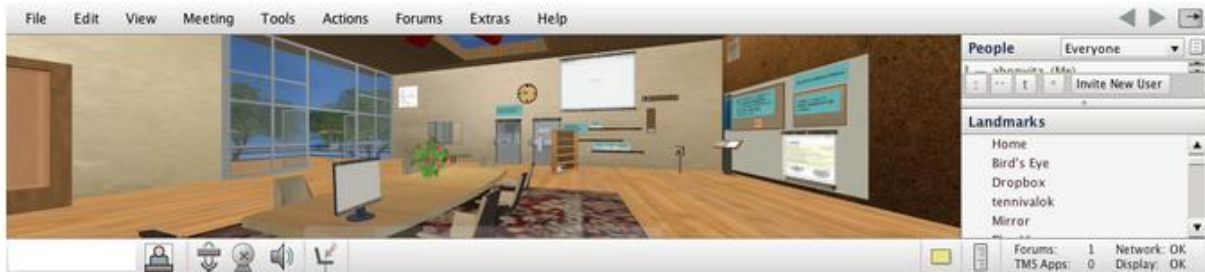 File Edit View Meeting Tools Actions Forums Extras Help
People Everyone
(Me)
t Invite New User
Landmarks
Home
Bird's Eye
Dropbox
tennivalok
Mirror
Forums: 1 Network: OK
TMS Apps: 0 Display: OK